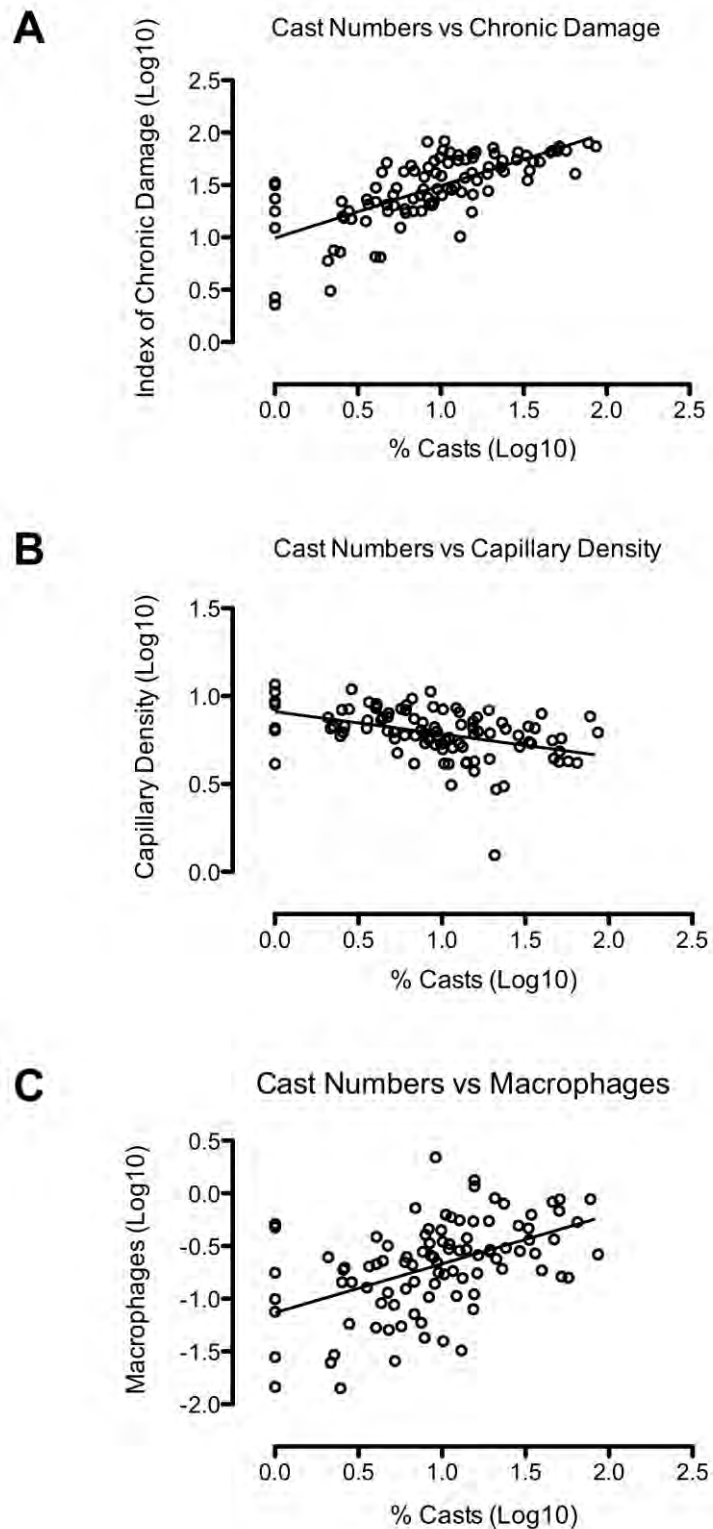 A
Cast Numbers vs Chronic Damage
Index of Chronic Damage (Log10)
2.5
2.0
1.5
1.0
0.5
0.0
0.0 0.5 1.0 1.5 2.0 2.5
% Casts (Log10)
B
Cast Numbers vs Capillary Density
Capillary Density (Log10)
1.5
1.0
0.5
0.0
0.0 0.5 1.0 1.5 2.0 2.5
% Casts (Log10)
C
Cast Numbers vs Macrophages
Macrophages (Log10)
0.5
0.0
-0.5
-1.0
-1.5
-2.0
0.0 0.5 1.0 1.5 2.0 2.5
% Casts (Log10)